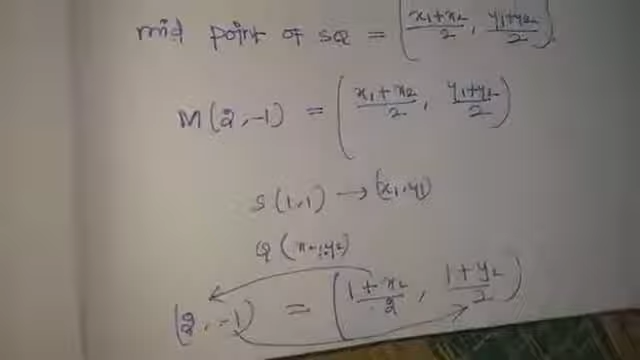 mid point of SQ = (x₁+x₂/2, y₁+y₂/2)
M(2,-1) = (x₁+x₂/2, y₁+y₂/2)
S(1,1) → (x₁,y₁)
Q(x₂,y₂)
(2,-1) = (1+x₂/2, 1+y₂/2)